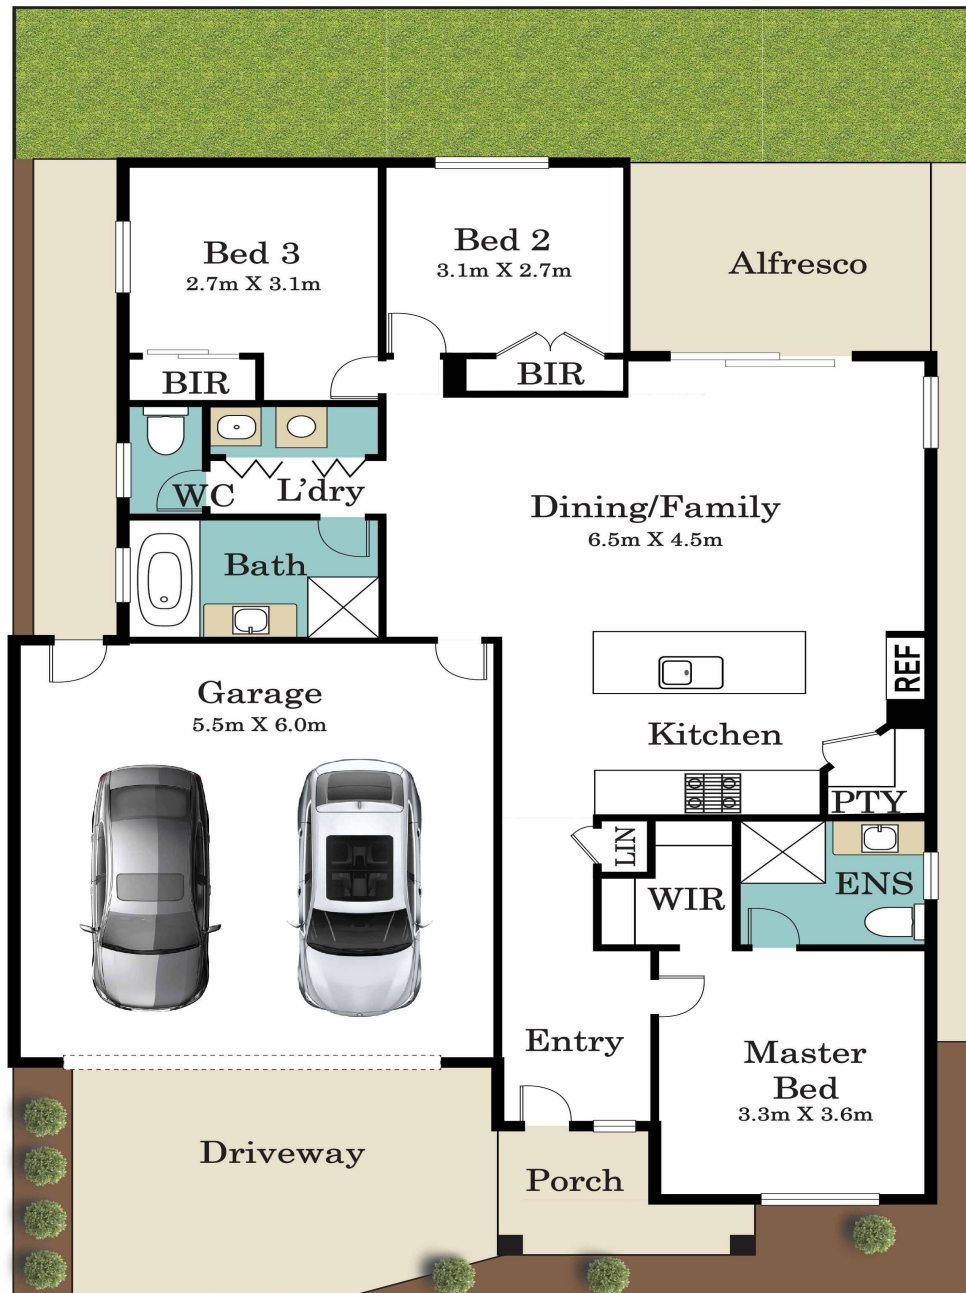 Bed 3
2.7m X 3.1m
Bed 2
3.1m X 2.7m
Alfresco
BIR
BIR
WC
L'dry
Dining/Family
6.5m X 4.5m
Bath
REF
Garage
5.5m X 6.0m
Kitchen
PTY
LIN
WIR
ENS
Entry
Master
Bed
3.3m X 3.6m
Driveway
Porch